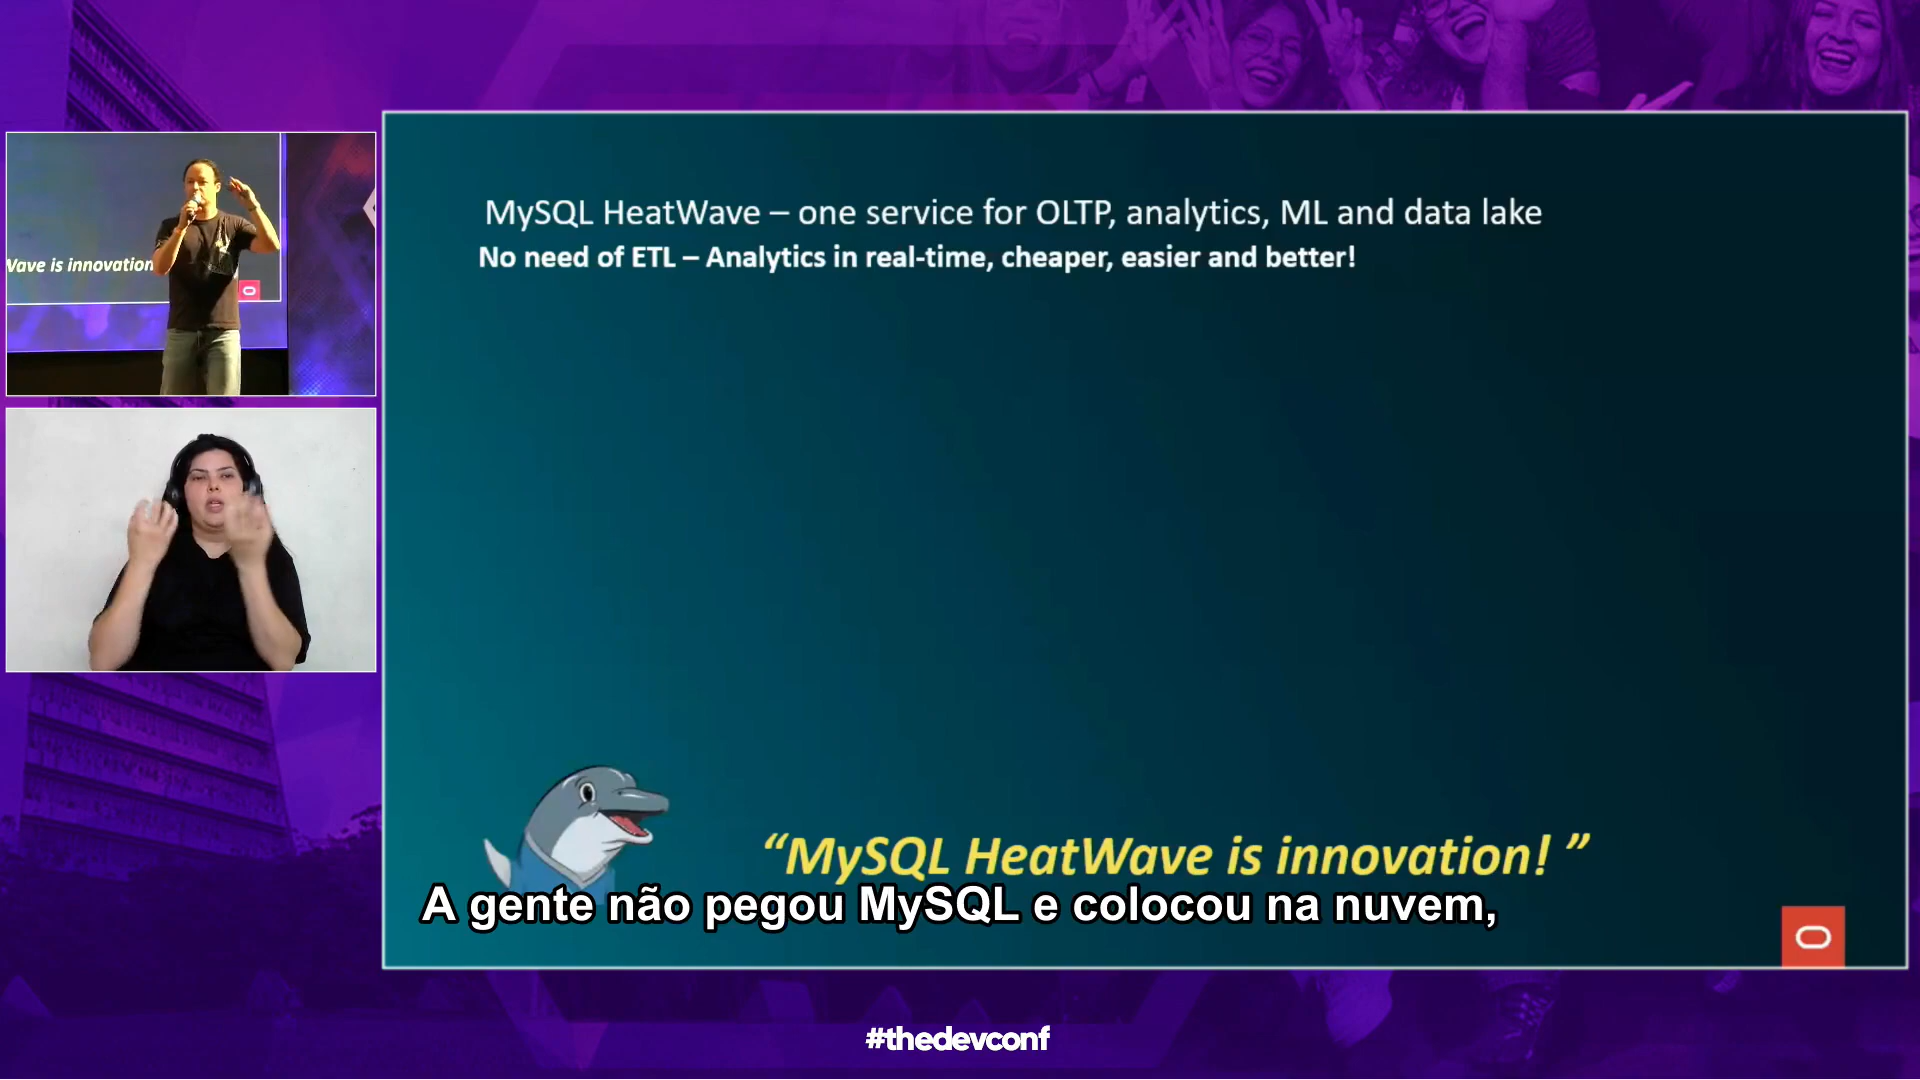 MySQL HeatWave – one service for OLTP, analytics, ML and data lake
No need of ETL – Analytics in real-time, cheaper, easier and better!
Wave is innovation
“MySQL HeatWave is innovation! ”
A gente não pegou MySQL e colocou na nuvem,
#thedevconf